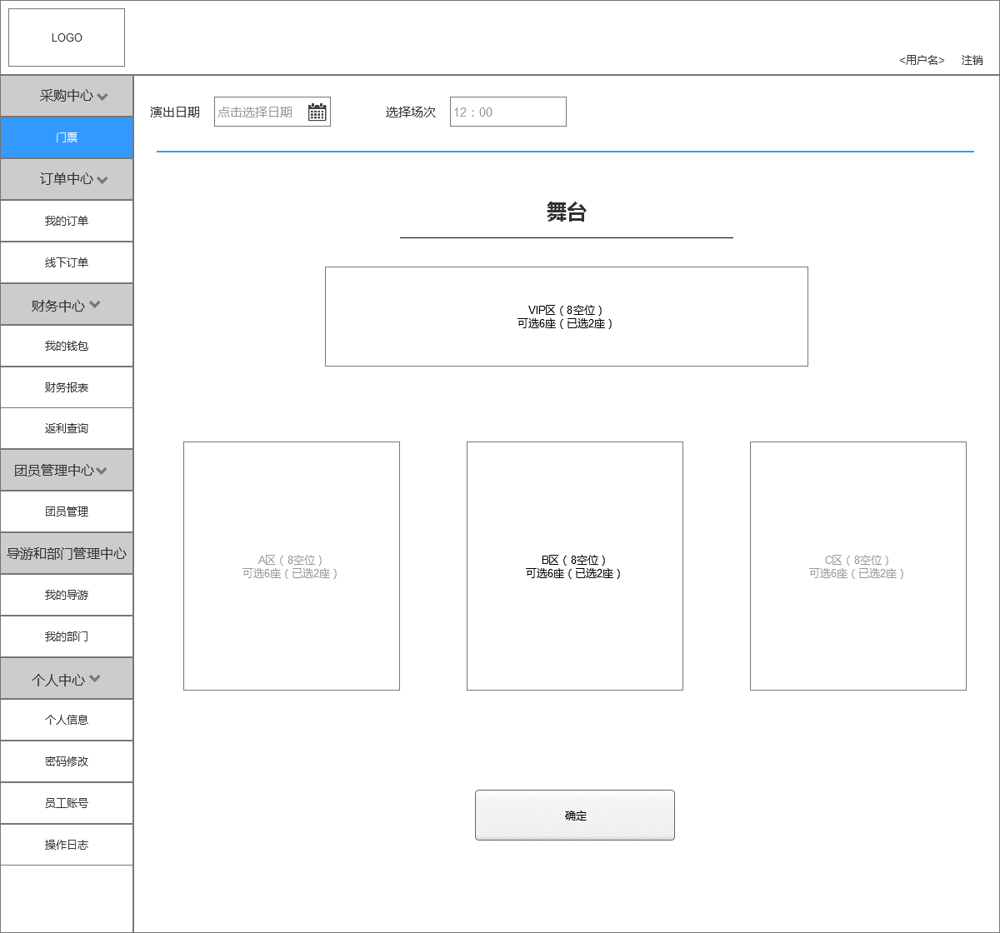 LOGO
<用户名> 注销
采购中心
门票
订单中心
我的订单
线下订单
财务中心
我的钱包
财务报表
返利查询
团员管理中心
团员管理
导游和部门管理中心
我的导游
我的部门
个人中心
个人信息
密码修改
员工账号
操作日志
演出日期 点击选择日期 选择场次 12：00
舞台
VIP区（8空位）
可选6座（已选2座）
A区（8空位）
可选6座（已选2座）
B区（8空位）
可选6座（已选2座）
C区（8空位）
可选6座（已选2座）
确定